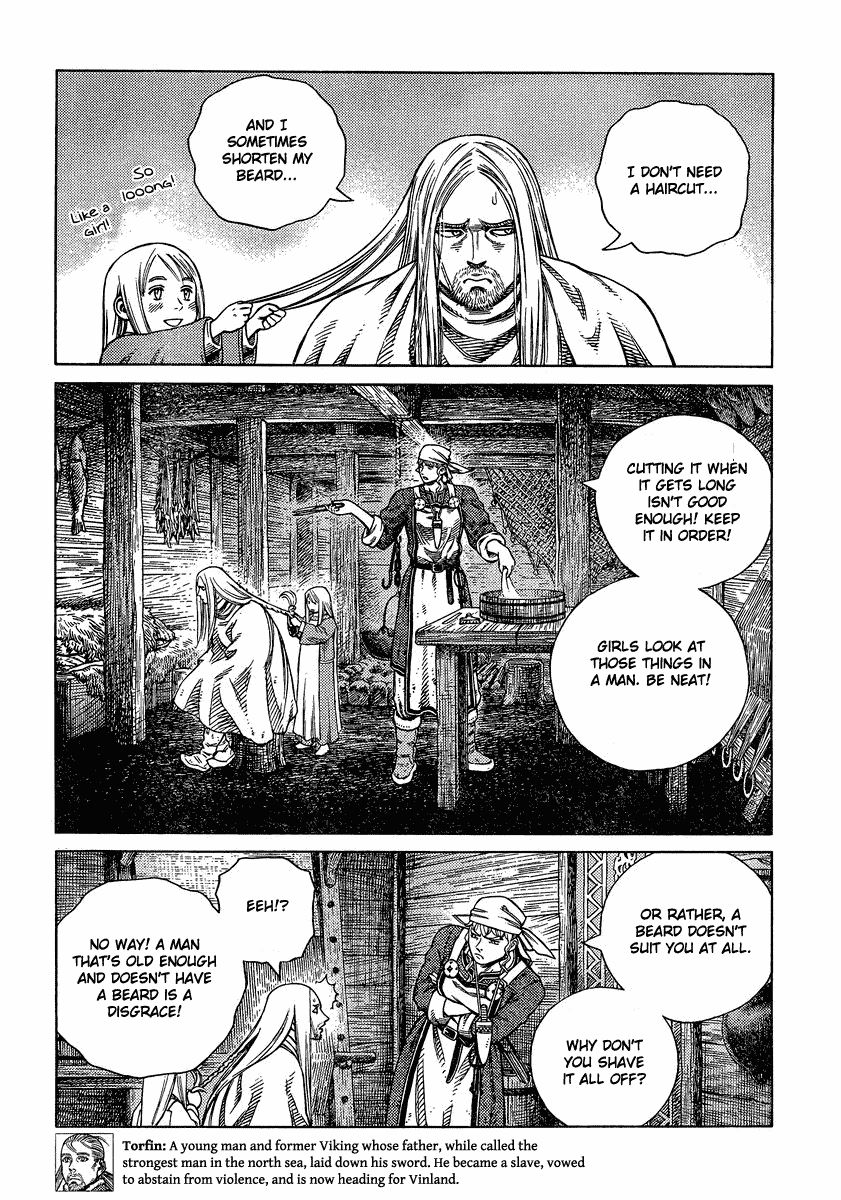 I DON'T NEED
A HAIRCUT...
AND I
SOMETIMES
SHORTEN MY
BEARD...
So
looong!
Like a
girl!
CUTTING IT WHEN
IT GETS LONG
ISN'T GOOD
ENOUGH! KEEP
IT IN ORDER!
GIRLS LOOK AT
THOSE THINGS IN
A MAN. BE NEAT!
OR RATHER, A
BEARD DOESN'T
SUIT YOU AT ALL.
WHY DON'T
YOU SHAVE
IT ALL OFF?
EEH!?
NO WAY! A MAN
THAT'S OLD ENOUGH
AND DOESN'T HAVE
A BEARD IS A
DISGRACE!
Torfin: A young man and former Viking whose father, while called the
strongest man in the north sea, laid down his sword. He became a slave, vowed
to abstain from violence, and is now heading for Vinland.